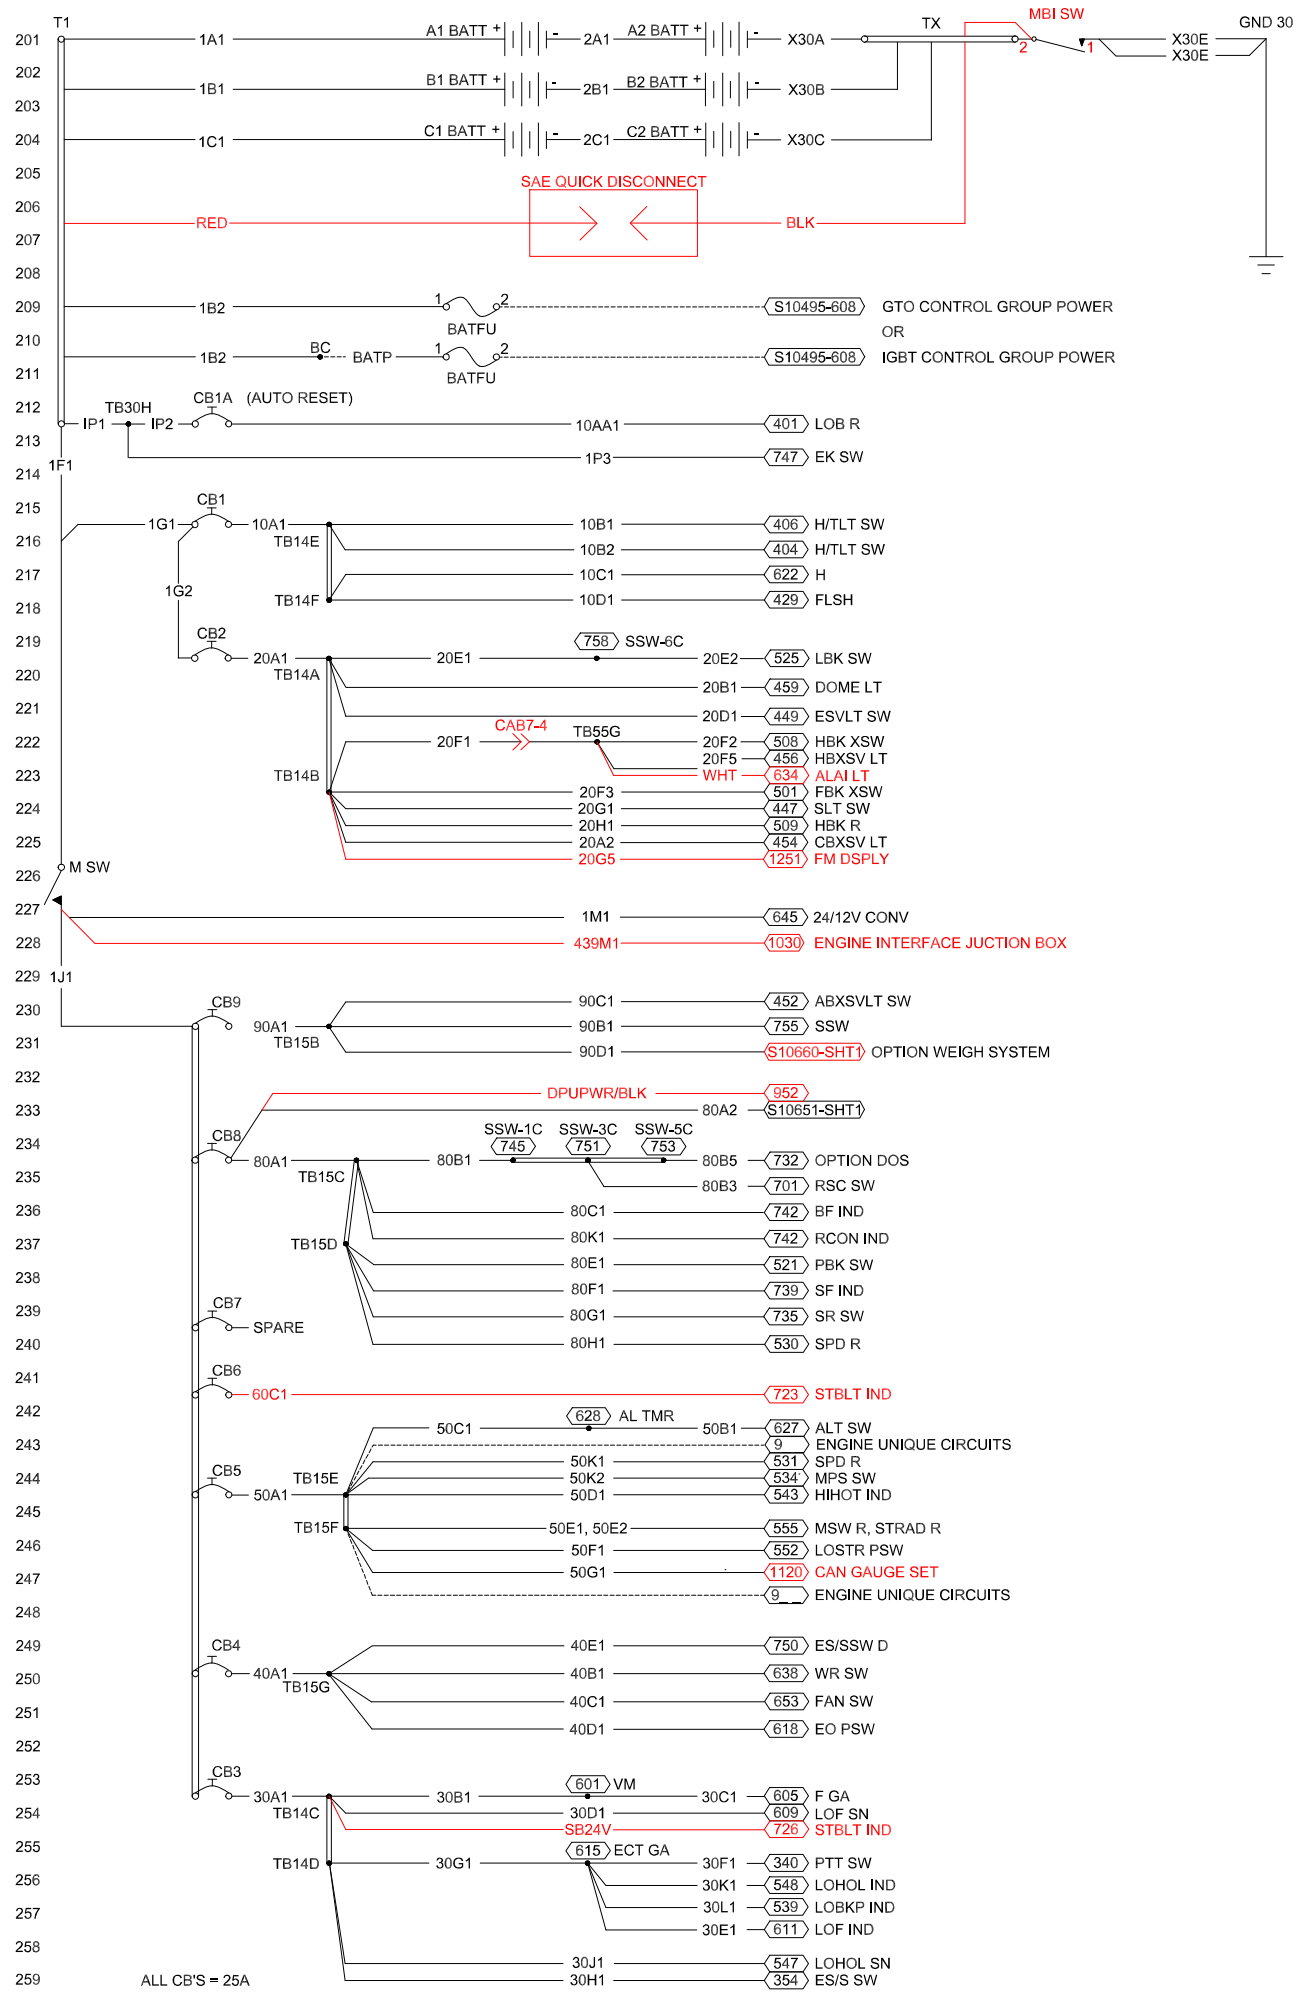 T1 TX MBI SW GND 30
201 1A1 A1 BATT + - 2A1 A2 BATT + - X30A 2 1 X30E
X30E
202 1B1 B1 BATT + - 2B1 B2 BATT + - X30B
203
204 1C1 C1 BATT + - 2C1 C2 BATT + - X30C
205
SAE QUICK DISCONNECT
206 RED BLK
207
208
209 1B2 1 2 S10495-608 GTO CONTROL GROUP POWER
BATFU OR
210 1B2 BC BATP 1 2 S10495-608 IGBT CONTROL GROUP POWER
211 BATFU
CB1A (AUTO RESET)
212 IP1 TB30H IP2 10AA1 401 LOB R
213 1P3 747 EK SW
214 1F1
215 CB1
1G1 10A1 10B1 406 H/TLT SW
216 TB14E 10B2 404 H/TLT SW
217 10C1 622 H
1G2
218 TB14F 10D1 429 FLSH
219 CB2 758 SSW-6C
20A1 20E1 20E2 525 LBK SW
220 TB14A 20B1 459 DOME LT
221 20D1 449 ESVLT SW
CAB7-4 TB55G
222 20F1 20F2 508 HBK XSW
20F5 456 HBXSV LT
223 TB14B WHT 634 ALAI LT
20F3 501 FBK XSW
224 20G1 447 SLT SW
20H1 509 HBK R
225 20A2 454 CBXSV LT
20G5 1251 FM DSPLY
226 M SW
227 1M1 645 24/12V CONV
228 439M1 1030 ENGINE INTERFACE JUCTION BOX
229 1J1
230 CB9 90C1 452 ABXSVLT SW
90A1 90B1 755 SSW
231 TB15B 90D1 S10660-SHT1 OPTION WEIGH SYSTEM
232 DPUPWR/BLK 952
233 80A2 S10651-SHT1
234 CB8 SSW-1C SSW-3C SSW-5C
745 751 753
80A1 80B1 80B5 732 OPTION DOS
235 TB15C 80B3 701 RSC SW
236 80C1 742 BF IND
237 TB15D 80K1 742 RCON IND
80E1 521 PBK SW
238 80F1 739 SF IND
239 CB7 80G1 735 SR SW
SPARE
240 80H1 530 SPD R
241 CB6
60C1 723 STBLT IND
242 628 AL TMR
50C1 50B1 627 ALT SW
243 9_ ENGINE UNIQUE CIRCUITS
50K1 531 SPD R
244 CB5 TB15E 50K2 534 MPS SW
50A1 50D1 543 HIHOT IND
245
TB15F 50E1, 50E2 555 MSW R, STRAD R
246 50F1 552 LOSTR PSW
247 50G1 1120 CAN GAUGE SET
9_ _ ENGINE UNIQUE CIRCUITS
248
249 CB4 40E1 750 ES/SSW D
250 40A1 40B1 638 WR SW
TB15G
251 40C1 653 FAN SW
40D1 618 EO PSW
252
253 CB3 601 VM
30A1 30B1 30C1 605 F GA
254 TB14C 30D1 609 LOF SN
SB24V 726 STBLT IND
255 615 ECT GA
TB14D 30G1 30F1 340 PTT SW
256 30K1 548 LOHOL IND
257 30L1 539 LOBKP IND
30E1 611 LOF IND
258 30J1 547 LOHOL SN
259 ALL CB'S = 25A 30H1 354 ES/S SW